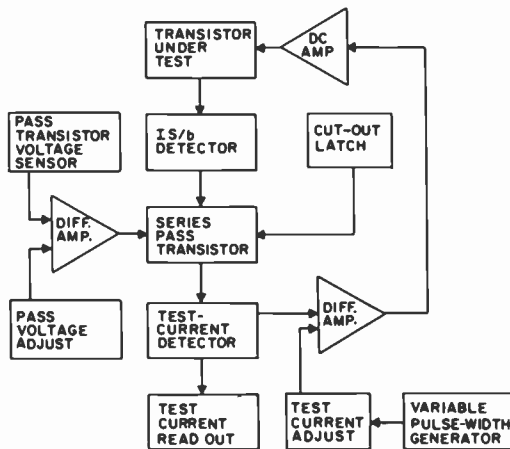 TRANSISTOR
UNDER
TEST
DC
AMP
PASS
TRANSISTOR
VOLTAGE
SENSOR
IS/b
DETECTOR
CUT-OUT
LATCH
DIFF.
AMP.
SERIES
PASS
TRANSISTOR
PASS
VOLTAGE
ADJUST
TEST-
CURRENT
DETECTOR
DIFF.
AMP.
TEST
CURRENT
READ OUT
TEST
CURRENT
ADJUST
VARIABLE
PULSE-WIDTH
GENERATOR